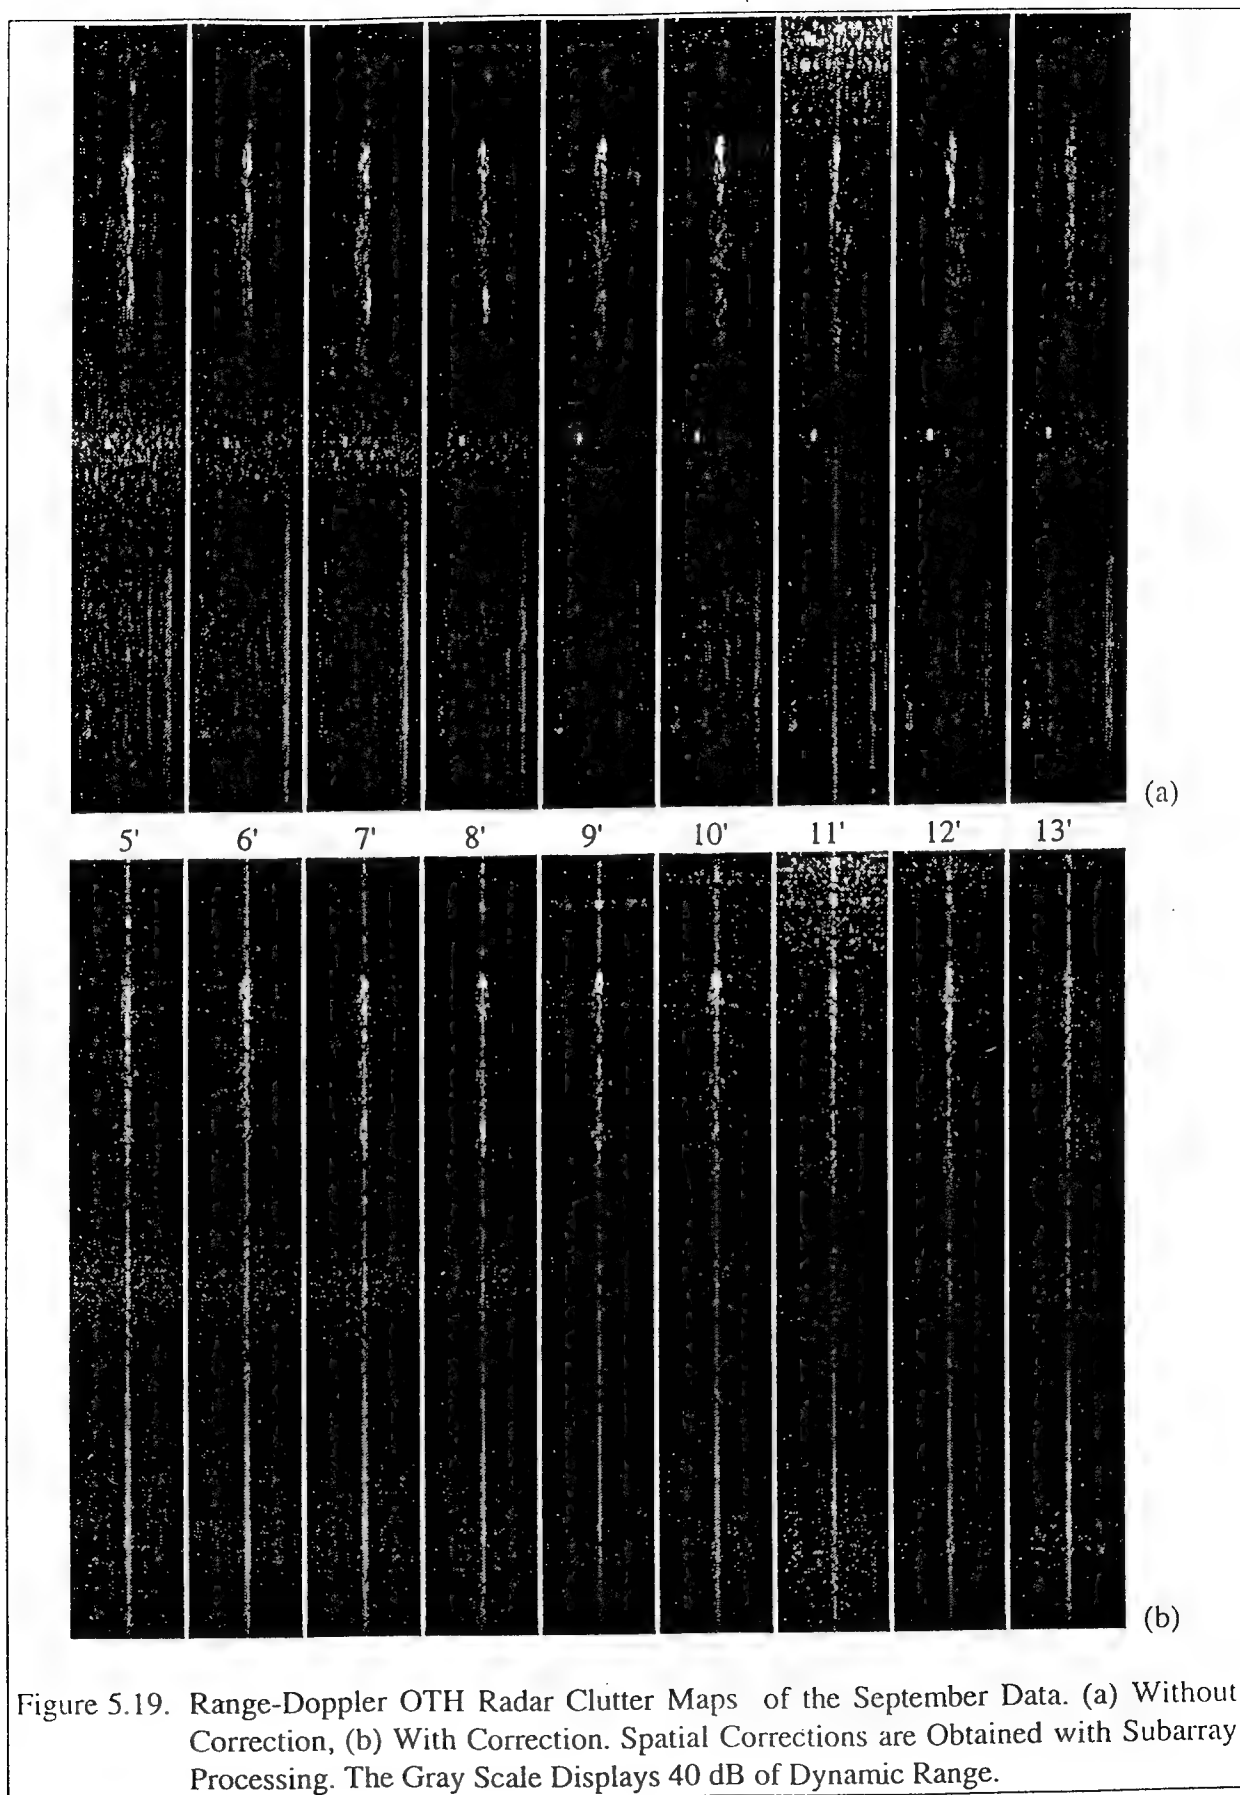 (a)
5' 6' 7' 8' 9' 10' 11' 12' 13'
(b)
Figure 5.19. Range-Doppler OTH Radar Clutter Maps of the September Data. (a) Without
Correction, (b) With Correction. Spatial Corrections are Obtained with Subarray
Processing. The Gray Scale Displays 40 dB of Dynamic Range.